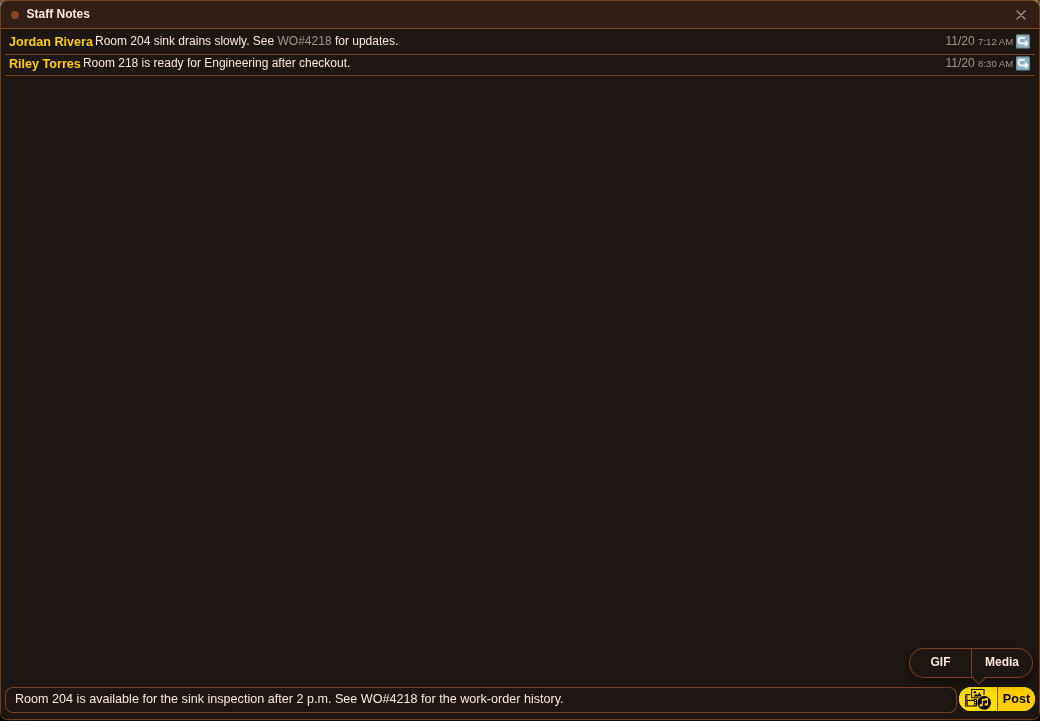 Staff Notes
Jordan Rivera Room 204 sink drains slowly. See WO#4218 for updates. 11/20 7:12 AM
Riley Torres Room 218 is ready for Engineering after checkout. 11/20 8:30 AM
GIF Media
Room 204 is available for the sink inspection after 2 p.m. See WO#4218 for the work-order history. Post